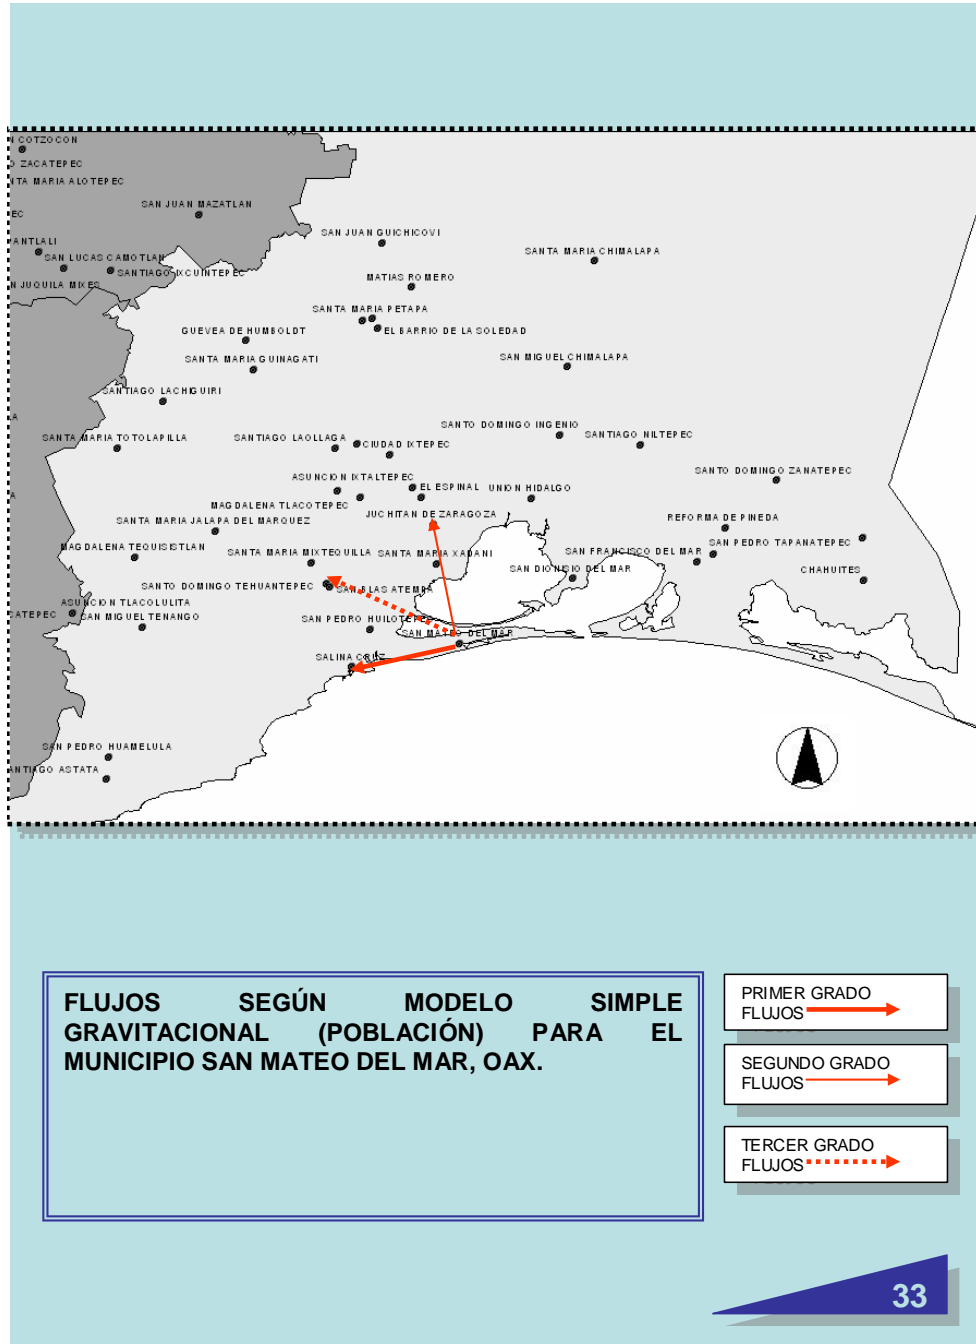 N COTZOCON
O ZACATEPEC
NTA MARIA ALOTEPEC
SAN JUAN MAZATLAN
EC
ANTLALI
SAN LUCAS CAMOTLAN
SANTIAGO IXCUINTEPEC
N JUQUILA MIXES
SAN JUAN GUICHICOVI
SANTA MARIA CHIMALAPA
MATIAS ROMERO
SANTA MARIA PETAPA
EL BARRIO DE LA SOLEDAD
GUEVEA DE HUMBOLDT
SANTA MARIA GUINAGATI
SAN MIGUEL CHIMALAPA
SANTIAGO LACHIGUIRI
A
SANTA MARIA TOTOLAPILLA
SANTIAGO LAOLLAGA
CIUDAD IXTEPEC
SANTO DOMINGO INGENIO
SANTIAGO NILTEPEC
SANTO DOMINGO ZANATEPEC
ASUNCION IXTALTEPEC
EL ESPINAL
UNION HIDALGO
A
MAGDALENA TLACOTEPEC
JUCHITAN DE ZARAGOZA
SANTA MARIA JALAPA DEL MARQUEZ
REFORMA DE PINEDA
SAN PEDRO TAPANATEPEC
MAGDALENA TEQUISISTLAN
SANTA MARIA MIXTEQUILLA
SANTA MARIA XADANI
SAN FRANCISCO DEL MAR
SAN DIONISIO DEL MAR
CHAHUITES
SANTO DOMINGO TEHUANTEPEC
SAN BLAS ATEMPA
ASUNCION TLACOLULITA
CATEPEC
SAN MIGUEL TENANGO
SAN PEDRO HUILOTEPEC
SAN MATEO DEL MAR
SALINA CRUZ
SAN PEDRO HUAMELULA
ANTIAGO ASTATA
FLUJOS SEGÚN MODELO SIMPLE
GRAVITACIONAL (POBLACIÓN) PARA EL
MUNICIPIO SAN MATEO DEL MAR, OAX.
PRIMER GRADO
FLUJOS
SEGUNDO GRADO
FLUJOS
TERCER GRADO
FLUJOS
33